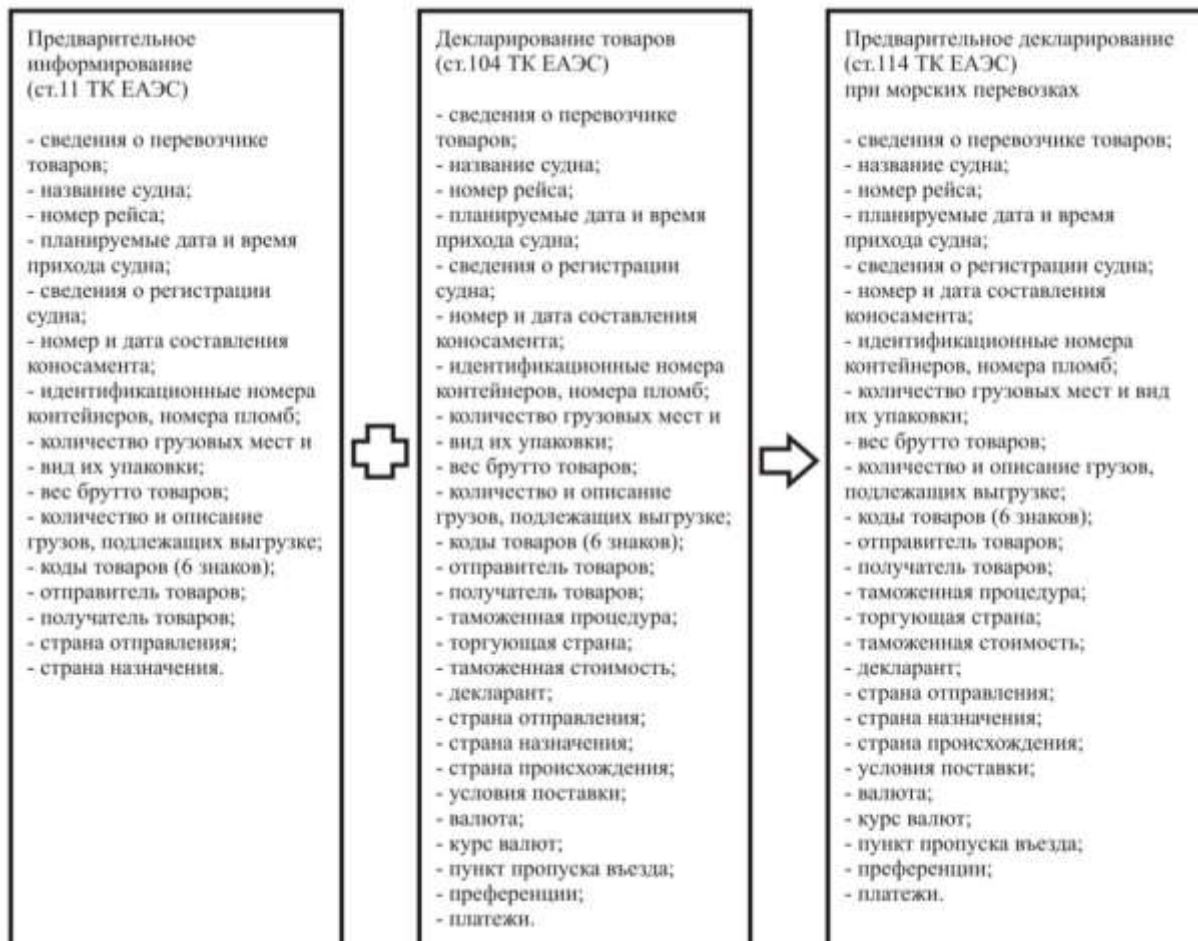 Предварительное
информирование
(ст.11 ТК ЕАЭС)
- сведения о перевозчике
товаров;
- название судна;
- номер рейса;
- планируемые дата и время
прихода судна;
- сведения о регистрации
судна;
- номер и дата составления
коносамента;
- идентификационные номера
контейнеров, номера пломб;
- количество грузовых мест и
- вид их упаковки;
- вес брутто товаров;
- количество и описание
грузов, подлежащих выгрузке;
- коды товаров (6 знаков);
- отправитель товаров;
- получатель товаров;
- страна отправления;
- страна назначения.
Декларирование товаров
(ст.104 ТК ЕАЭС)
- сведения о перевозчике
товаров;
- название судна;
- номер рейса;
- планируемые дата и время
прихода судна;
- сведения о регистрации
судна;
- номер и дата составления
коносамента;
- идентификационные номера
контейнеров, номера пломб;
- количество грузовых мест и
- вид их упаковки;
- вес брутто товаров;
- количество и описание
грузов, подлежащих выгрузке;
- коды товаров (6 знаков);
- отправитель товаров;
- получатель товаров;
- таможенная процедура;
- торгующая страна;
- таможенная стоимость;
- декларант;
- страна отправления;
- страна назначения;
- страна происхождения;
- условия поставки;
- валюта;
- курс валют;
- пункт пропуска въезда;
- преференции;
- платежи.
Предварительное декларирование
(ст.114 ТК ЕАЭС)
при морских перевозках
- сведения о перевозчике товаров;
- название судна;
- номер рейса;
- планируемые дата и время
прихода судна;
- сведения о регистрации судна;
- номер и дата составления
коносамента;
- идентификационные номера
контейнеров, номера пломб;
- количество грузовых мест и вид
их упаковки;
- вес брутто товаров;
- количество и описание грузов,
подлежащих выгрузке;
- коды товаров (6 знаков);
- отправитель товаров;
- получатель товаров;
- таможенная процедура;
- торгующая страна;
- таможенная стоимость;
- декларант;
- страна отправления;
- страна назначения;
- страна происхождения;
- условия поставки;
- валюта;
- курс валют;
- пункт пропуска въезда;
- преференции;
- платежи.